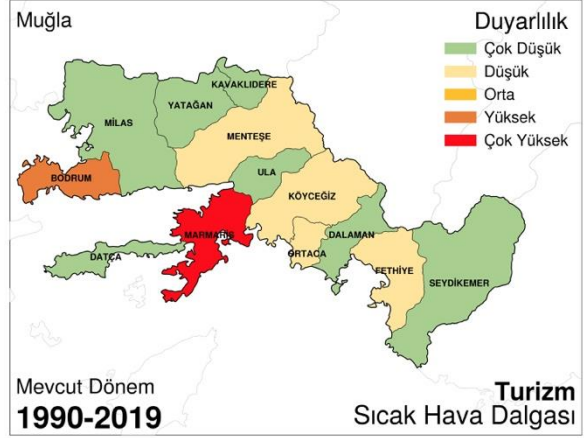 Muğla
Duyarlılık
Çok Düşük
Düşük
Orta
Yüksek
Çok Yüksek
KAVAKLIDERE
YATAĞAN
MİLAS
MENTEŞE
ULA
BODRUM
KÖYCEĞİZ
MARMARİS
DALAMAN
DATÇA
ORTACA
FETHİYE
SEYDİKEMER
Mevcut Dönem
1990-2019
Turizm
Sıcak Hava Dalgası